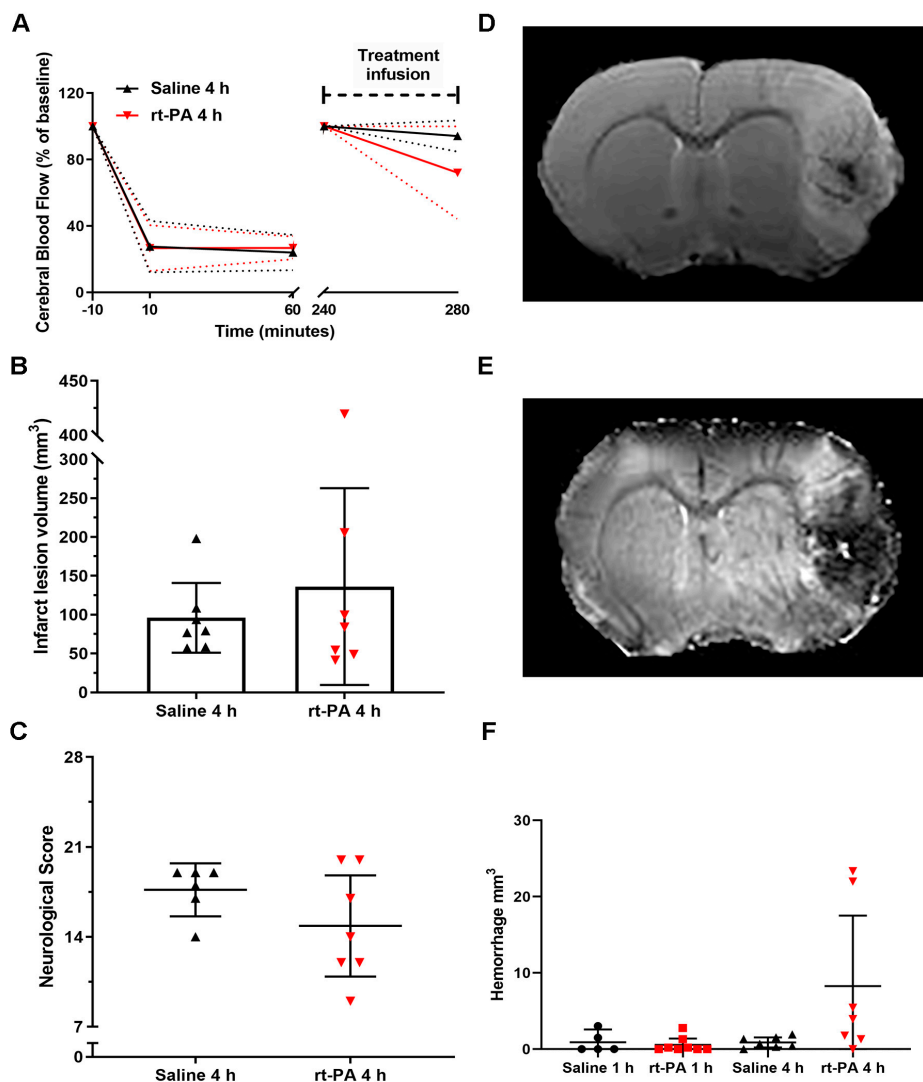 A
Treatment
infusion
Saline 4 h
rt-PA 4 h
Cerebral Blood Flow (% of baseline)
120
80
40
0
-10
10
60
240
280
Time (minutes)
B
Infarct lesion volume (mm³)
450
400
300
250
200
150
100
50
0
Saline 4 h
rt-PA 4 h
C
Neurological Score
28
21
14
7
0
Saline 4 h
rt-PA 4 h
D
E
F
Hemorrhage mm³
30
20
10
0
Saline 1 h
rt-PA 1 h
Saline 4 h
rt-PA 4 h